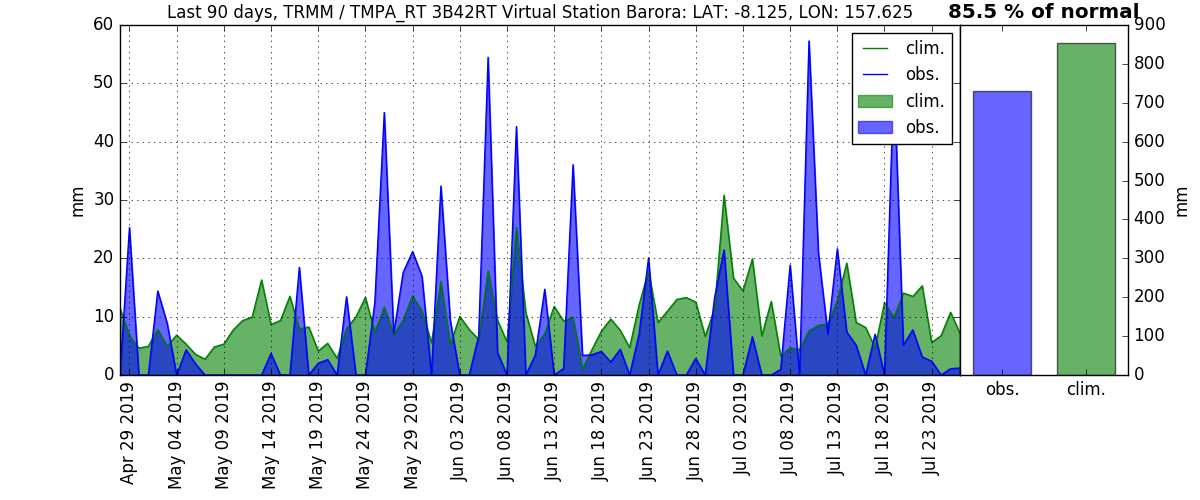 Last 90 days, TRMM / TMPA_RT 3B42RT Virtual Station Barora: LAT: -8.125, LON: 157.625
85.5 % of normal
60
50
40
30
20
10
0
mm
clim.
obs.
clim.
obs.
900
800
700
600
500
400
300
200
100
0
mm
Apr 29 2019
May 04 2019
May 09 2019
May 14 2019
May 19 2019
May 24 2019
May 29 2019
Jun 03 2019
Jun 08 2019
Jun 13 2019
Jun 18 2019
Jun 23 2019
Jun 28 2019
Jul 03 2019
Jul 08 2019
Jul 13 2019
Jul 18 2019
Jul 23 2019
obs.
clim.